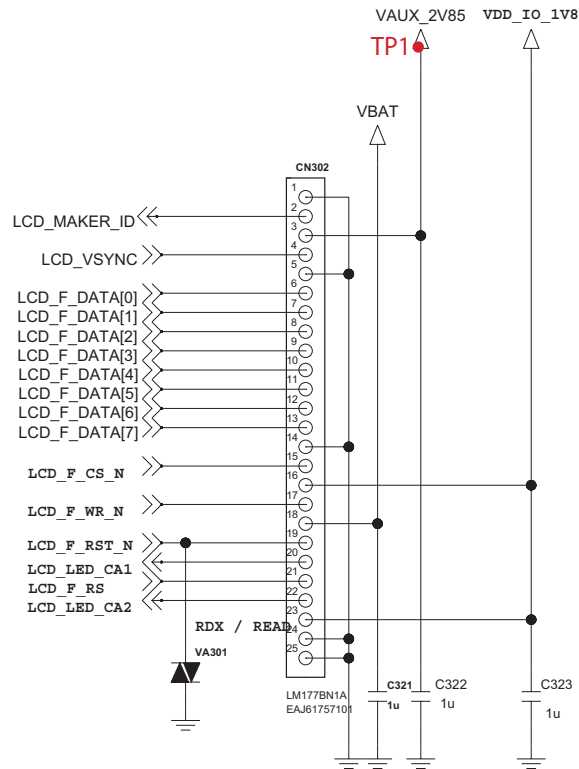 VAUX_2V85 VDD_IO_1V8
TP1
VBAT
CN302
1
2
LCD_MAKER_ID
3
4
LCD_VSYNC
5
6
LCD_F_DATA[0]
7
LCD_F_DATA[1]
8
LCD_F_DATA[2]
9
LCD_F_DATA[3]
10
LCD_F_DATA[4]
11
LCD_F_DATA[5]
12
LCD_F_DATA[6]
13
LCD_F_DATA[7]
14
15
LCD_F_CS_N
16
17
LCD_F_WR_N
18
19
LCD_F_RST_N
20
LCD_LED_CA1
21
LCD_F_RS
22
LCD_LED_CA2
23
RDX / READ
24
25
VA301
LM177BN1A
EAJ61757101
C321
1u
C322
1u
C323
1u